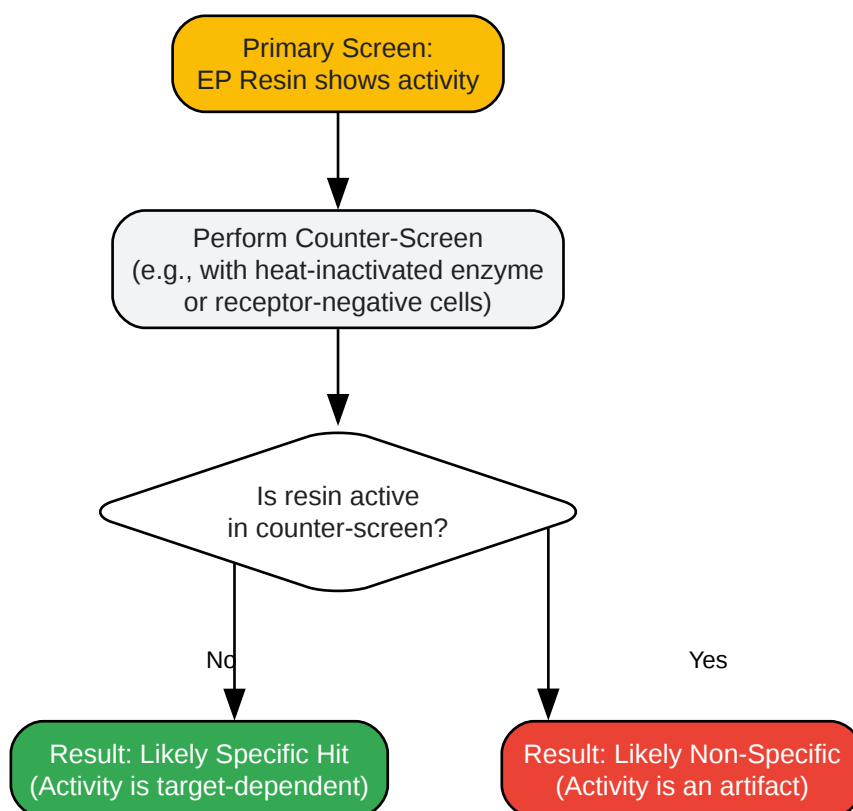 Primary Screen:
EP Resin shows activity
Perform Counter-Screen
(e.g., with heat-inactivated enzyme
or receptor-negative cells)
Is resin active
in counter-screen?
No
Yes
Result: Likely Specific Hit
(Activity is target-dependent)
Result: Likely Non-Specific
(Activity is an artifact)